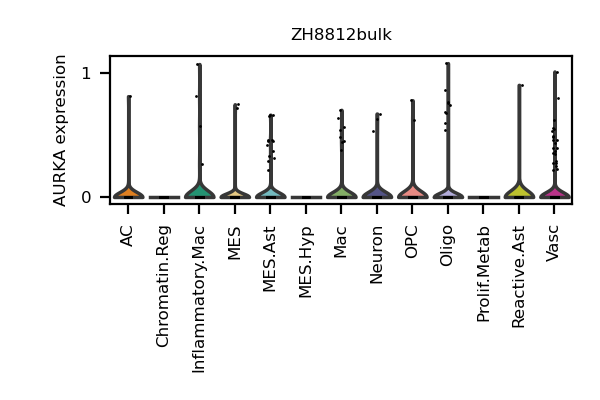 ZH8812bulk
AURKA expression
1
0
AC
Chromatin.Reg
Inflammatory.Mac
MES
MES.Ast
MES.Hyp
Mac
Neuron
OPC
Oligo
Prolif.Metab
Reactive.Ast
Vasc